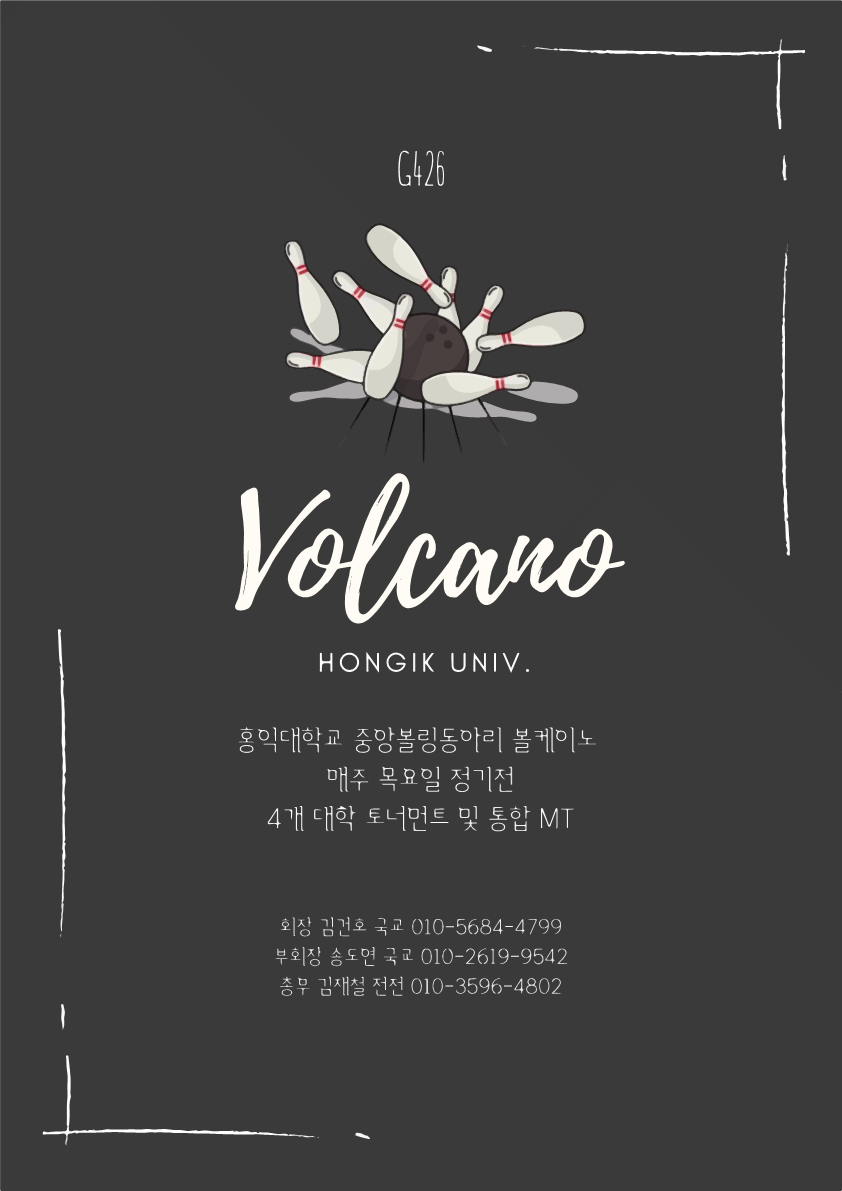 G426
Volcano
HONGIK UNIV.
홍익대학교 중앙볼링동아리 볼케이노
매주 목요일 정기전
4개 대학 토너먼트 및 통합 MT
회장 김건호 국교 010-5684-4799
부회장 송도연 국교 010-2619-9542
총무 김재철 전전 010-3596-4802